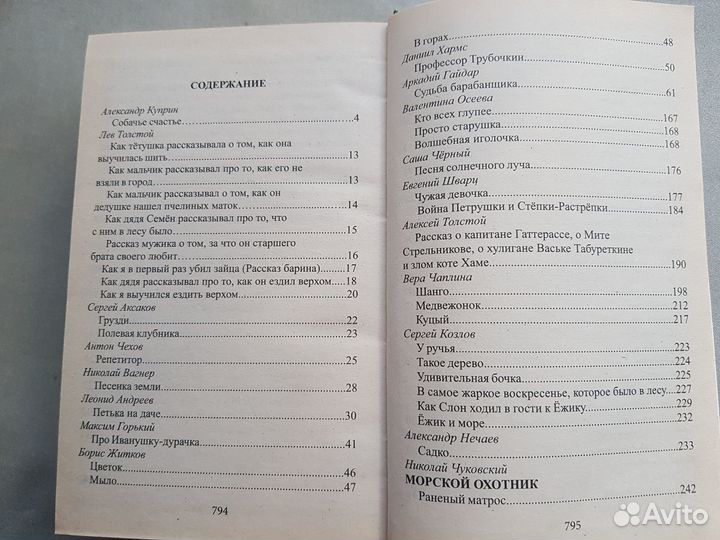 СОДЕРЖАНИЕ
Александр Куприн
Собачье счастье........4
Лев Толстой
Как тётушка рассказывала о том, как она
выучилась шить........13
Как мальчик рассказывал про то, как его не
взяли в город........13
Как мальчик рассказывал о том, как он
дедушке нашел пчелиных маток........14
Как дядя Семён рассказывал про то, что
с ним в лесу было........15
Рассказ мужика о том, за что он старшего
брата своего любит........16
Как я в первый раз убил зайца (Рассказ барина)........17
Как дядя рассказывал про то, как он ездил верхом........18
Как я выучился ездить верхом........20
Сергей Аксаков
Грузди........22
Полевая клубника........23
Антон Чехов
Репетитор........25
Николай Вагнер
Песенка земли........28
Леонид Андреев
Петька на даче........30
Максим Горький
Про Иванушку-дурачка........41
Борис Житков
Цветок........46
Мыло........47
794
В горах........48
Даниил Хармс
Профессор Трубочкин........50
Аркадий Гайдар
Судьба барабанщика........61
Валентина Осеева
Кто всех глупее........167
Просто старушка........168
Волшебная иголочка........168
Саша Чёрный
Песня солнечного луча........176
Евгений Шварц
Чужая девочка........177
Война Петрушки и Стёпки-Растрёпки........184
Алексей Толстой
Рассказ о капитане Гаттерассе, о Мите
Стрельникове, о хулигане Ваське Табуреткине
и злом коте Хаме........190
Вера Чаплина
Шанго........198
Медвежонок........212
Куцый........217
Сергей Козлов
У ручья........223
Такое дерево........224
Удивительная бочка........225
В самое жаркое воскресенье, которое было в лесу........227
Как Слон ходил в гости к Ёжику........229
Ёжик и море........232
Александр Нечаев
Садко........233
Николай Чуковский
МОРСКОЙ ОХОТНИК
Раненый матрос........242
795
Avito